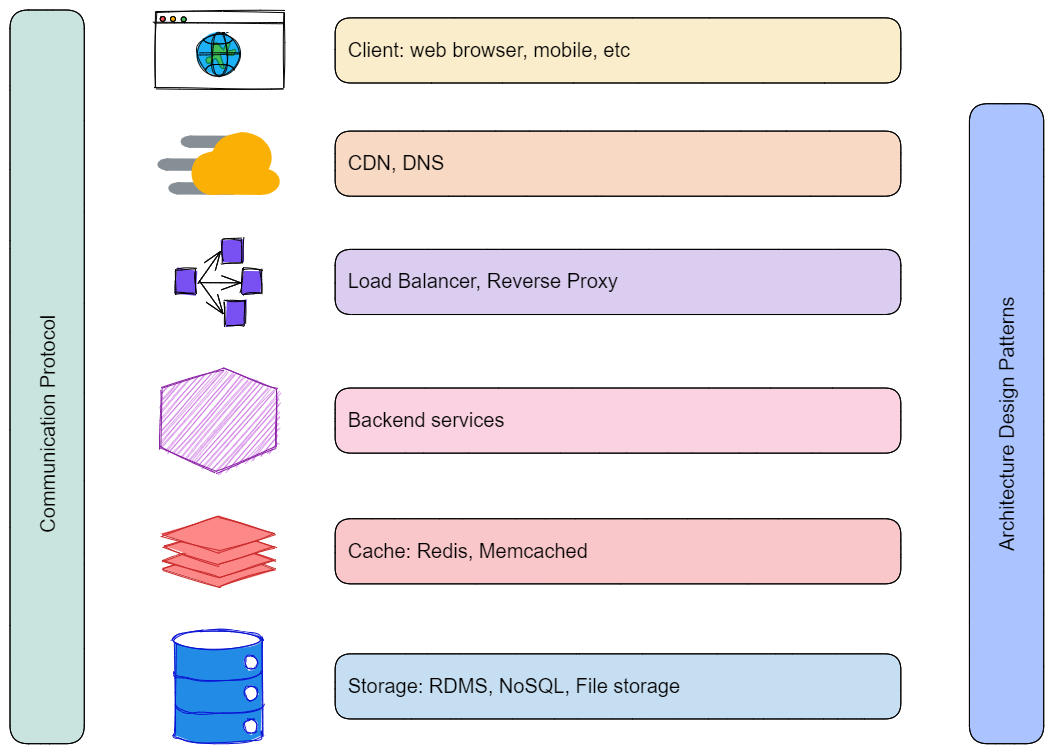 Communication Protocol
Client: web browser, mobile, etc
CDN, DNS
Load Balancer, Reverse Proxy
Backend services
Cache: Redis, Memcached
Storage: RDMS, NoSQL, File storage
Architecture Design Patterns